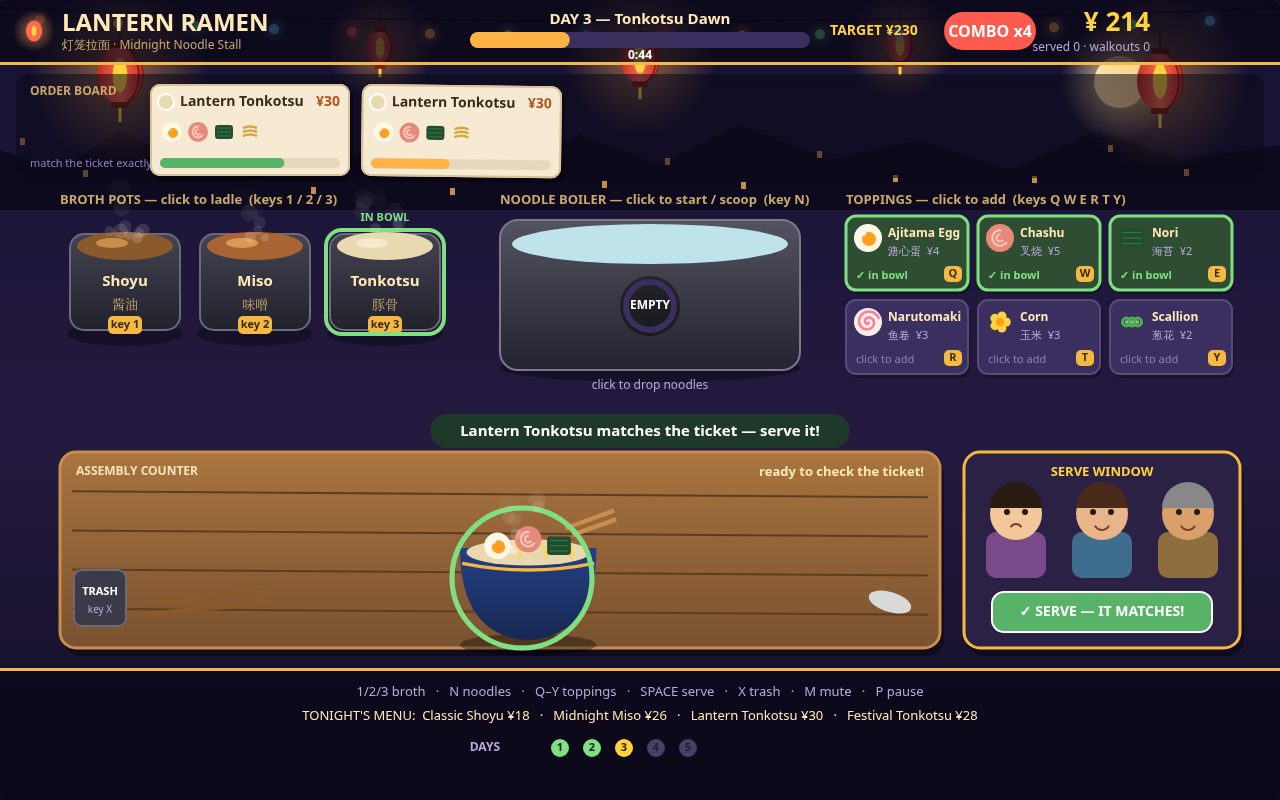 LANTERN RAMEN
灯笼拉面 · Midnight Noodle Stall
DAY 3 — Tonkotsu Dawn
0:44
TARGET ¥230
COMBO x4
¥ 214
served 0 · walkouts 0
ORDER BOARD
match the ticket exactly
Lantern Tonkotsu ¥30
Lantern Tonkotsu ¥30
BROTH POTS — click to ladle (keys 1 / 2 / 3)
IN BOWL
Shoyu
酱油
key 1
Miso
味噌
key 2
Tonkotsu
豚骨
key 3
NOODLE BOILER — click to start / scoop (key N)
EMPTY
click to drop noodles
TOPPINGS — click to add (keys Q W E R T Y)
Ajitama Egg
溏心蛋 ¥4
✓ in bowl Q
Chashu
叉烧 ¥5
✓ in bowl W
Nori
海苔 ¥2
✓ in bowl E
Narutomaki
鱼卷 ¥3
click to add R
Corn
玉米 ¥3
click to add T
Scallion
葱花 ¥2
click to add Y
Lantern Tonkotsu matches the ticket — serve it!
ASSEMBLY COUNTER
ready to check the ticket!
TRASH
key X
SERVE WINDOW
✓ SERVE — IT MATCHES!
1/2/3 broth · N noodles · Q–Y toppings · SPACE serve · X trash · M mute · P pause
TONIGHT'S MENU: Classic Shoyu ¥18 · Midnight Miso ¥26 · Lantern Tonkotsu ¥30 · Festival Tonkotsu ¥28
DAYS 1 2 3 4 5